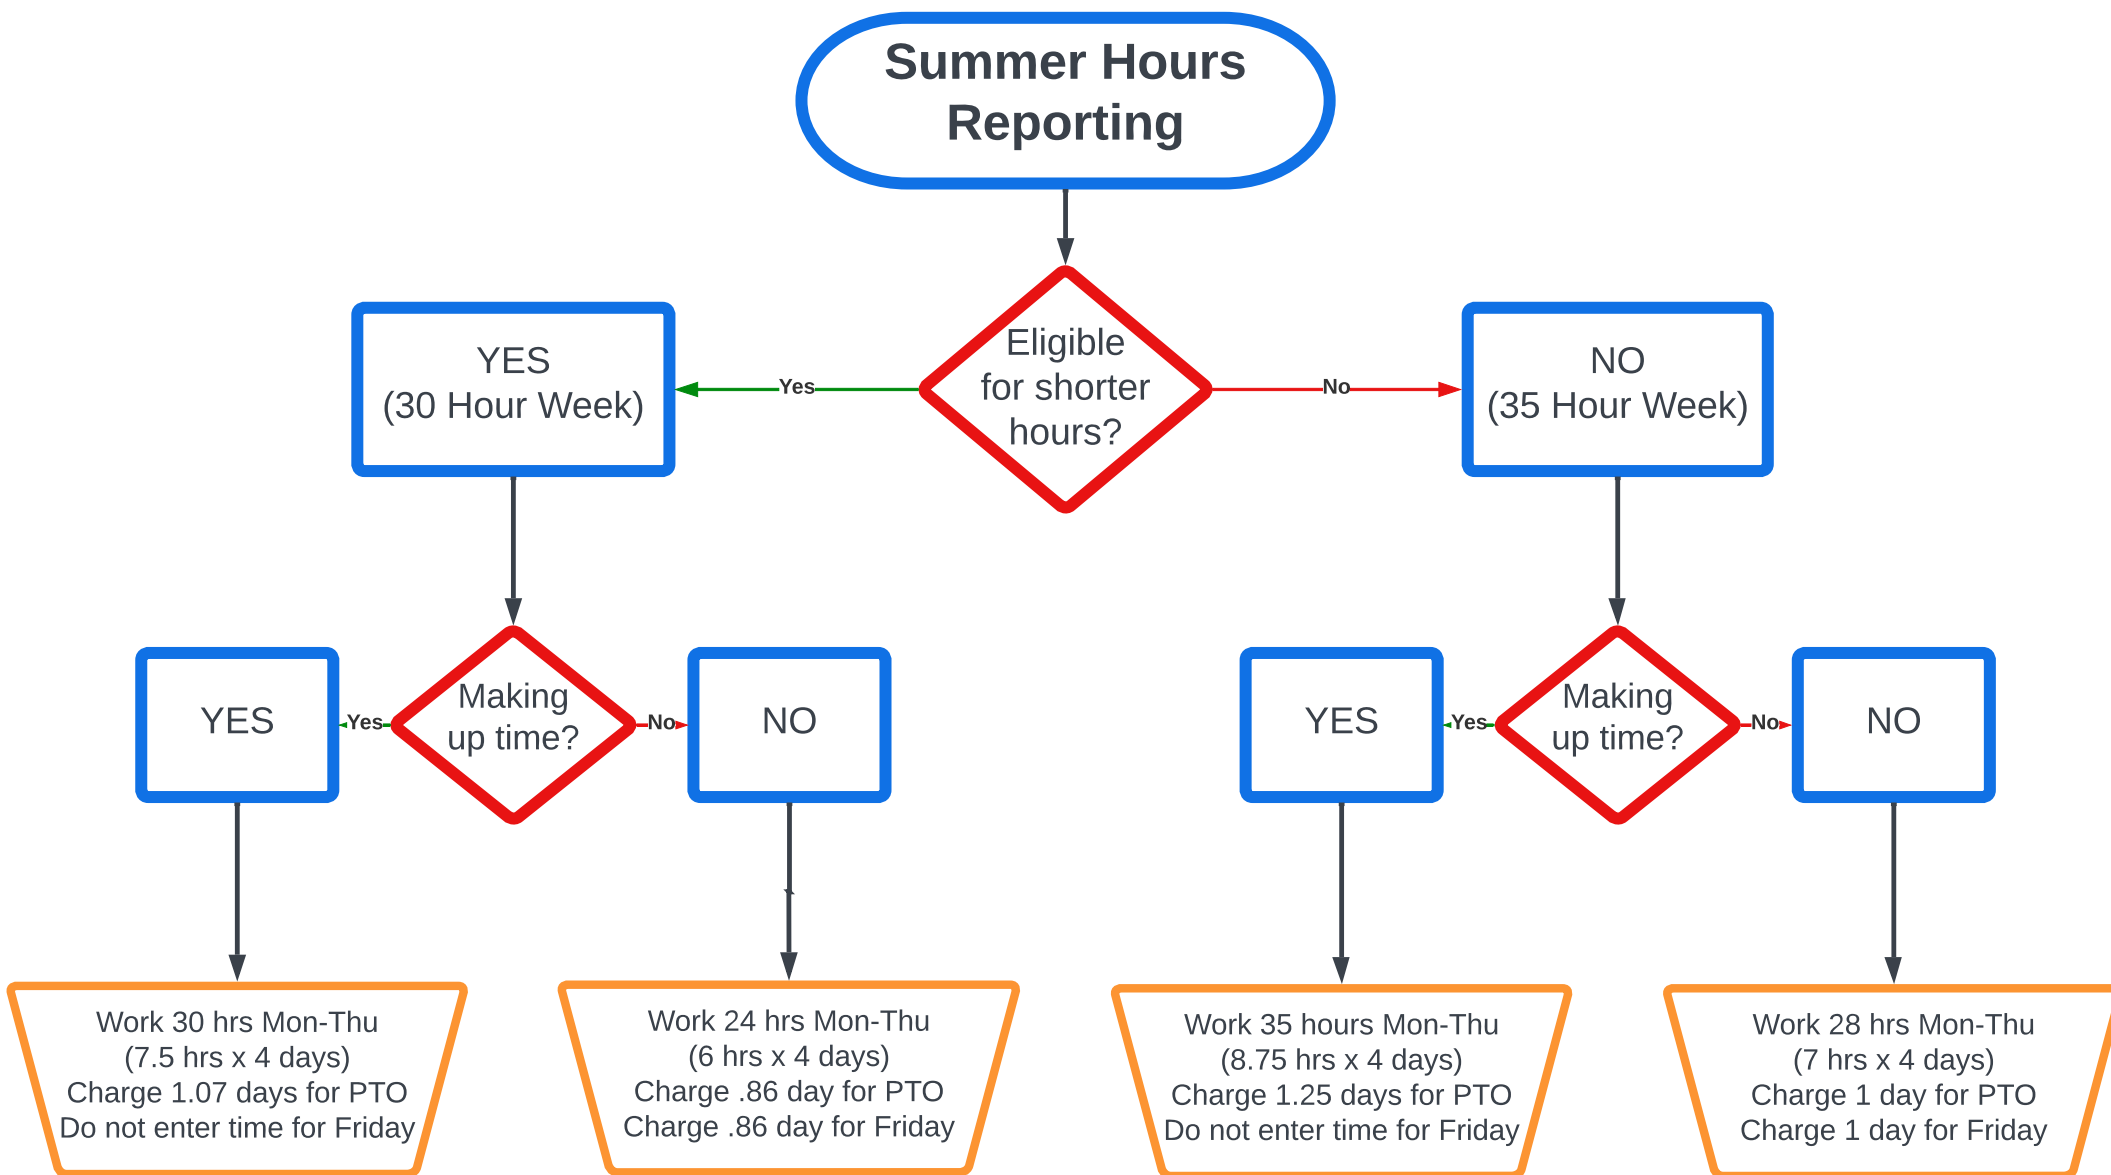 Summer Hours
Reporting
Eligible
for shorter
hours?
Yes
No
YES
(30 Hour Week)
NO
(35 Hour Week)
Making
up time?
Yes
No
YES
NO
Making
up time?
Yes
No
YES
NO
Work 30 hrs Mon-Thu
(7.5 hrs x 4 days)
Charge 1.07 days for PTO
Do not enter time for Friday
Work 24 hrs Mon-Thu
(6 hrs x 4 days)
Charge .86 day for PTO
Charge .86 day for Friday
Work 35 hours Mon-Thu
(8.75 hrs x 4 days)
Charge 1.25 days for PTO
Do not enter time for Friday
Work 28 hrs Mon-Thu
(7 hrs x 4 days)
Charge 1 day for PTO
Charge 1 day for Friday